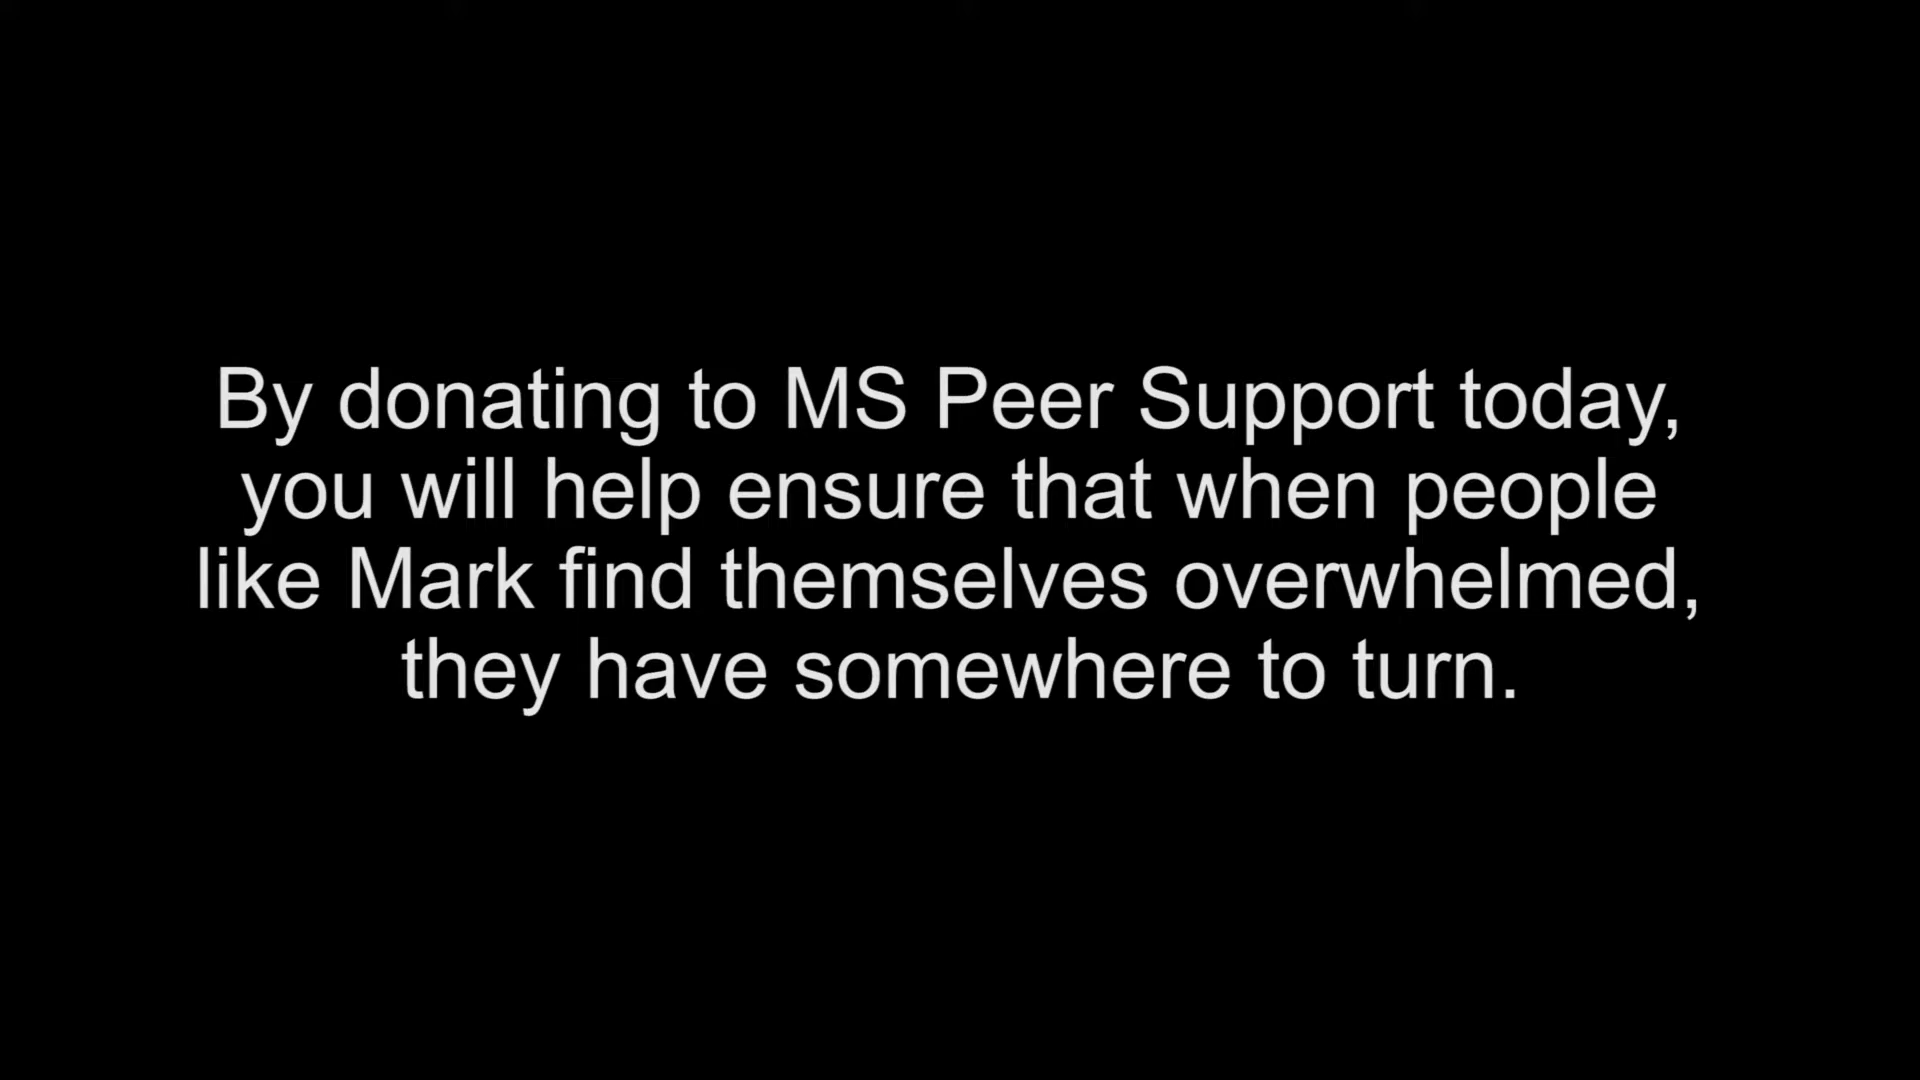 By donating to MS Peer Support today,
you will help ensure that when people
like Mark find themselves overwhelmed,
they have somewhere to turn.